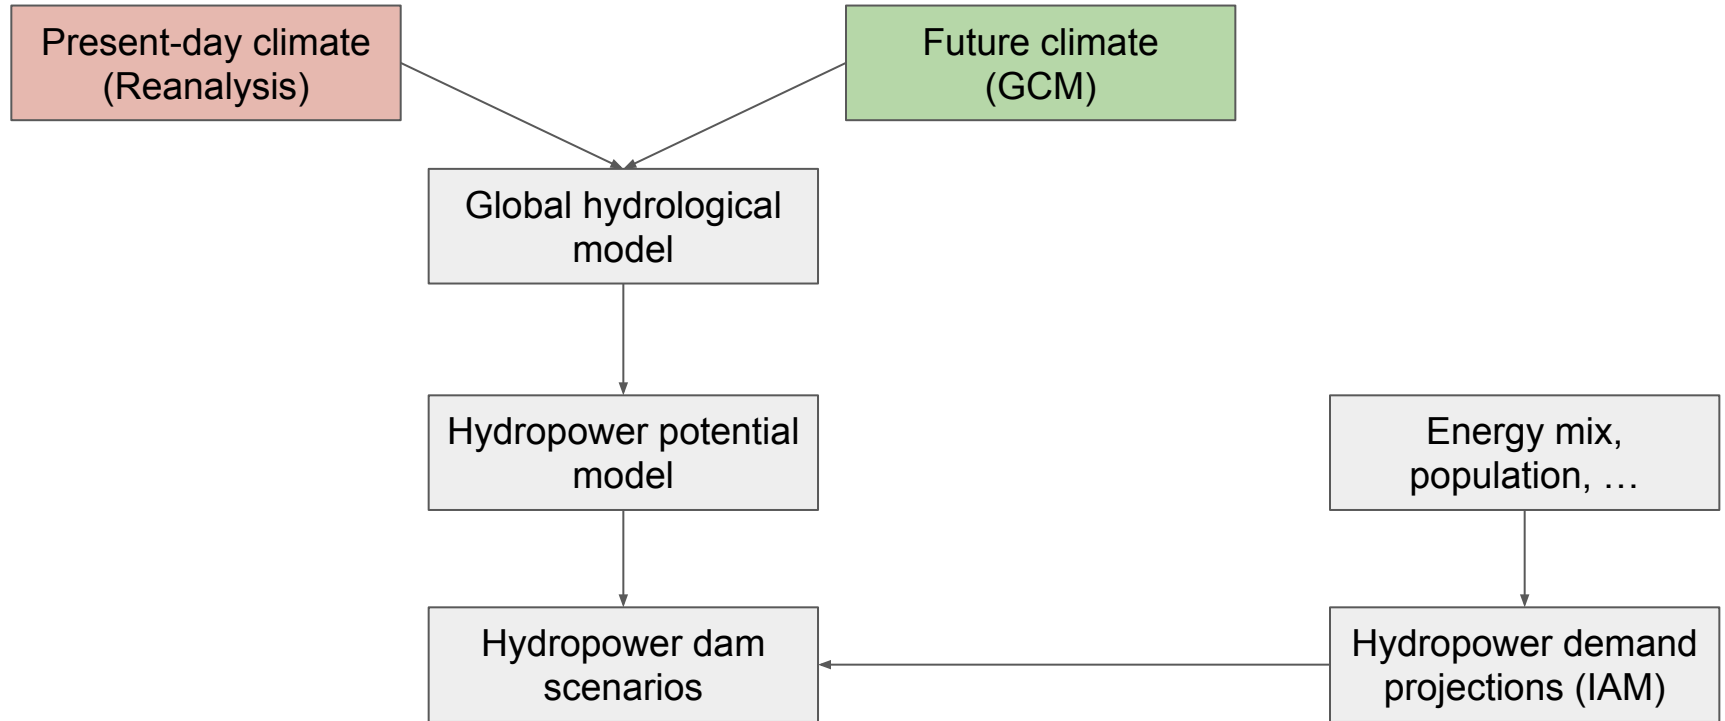 Present-day climate
(Reanalysis)
Future climate
(GCM)
Global hydrological
model
Hydropower potential
model
Energy mix,
population, …
Hydropower dam
scenarios
Hydropower demand
projections (IAM)